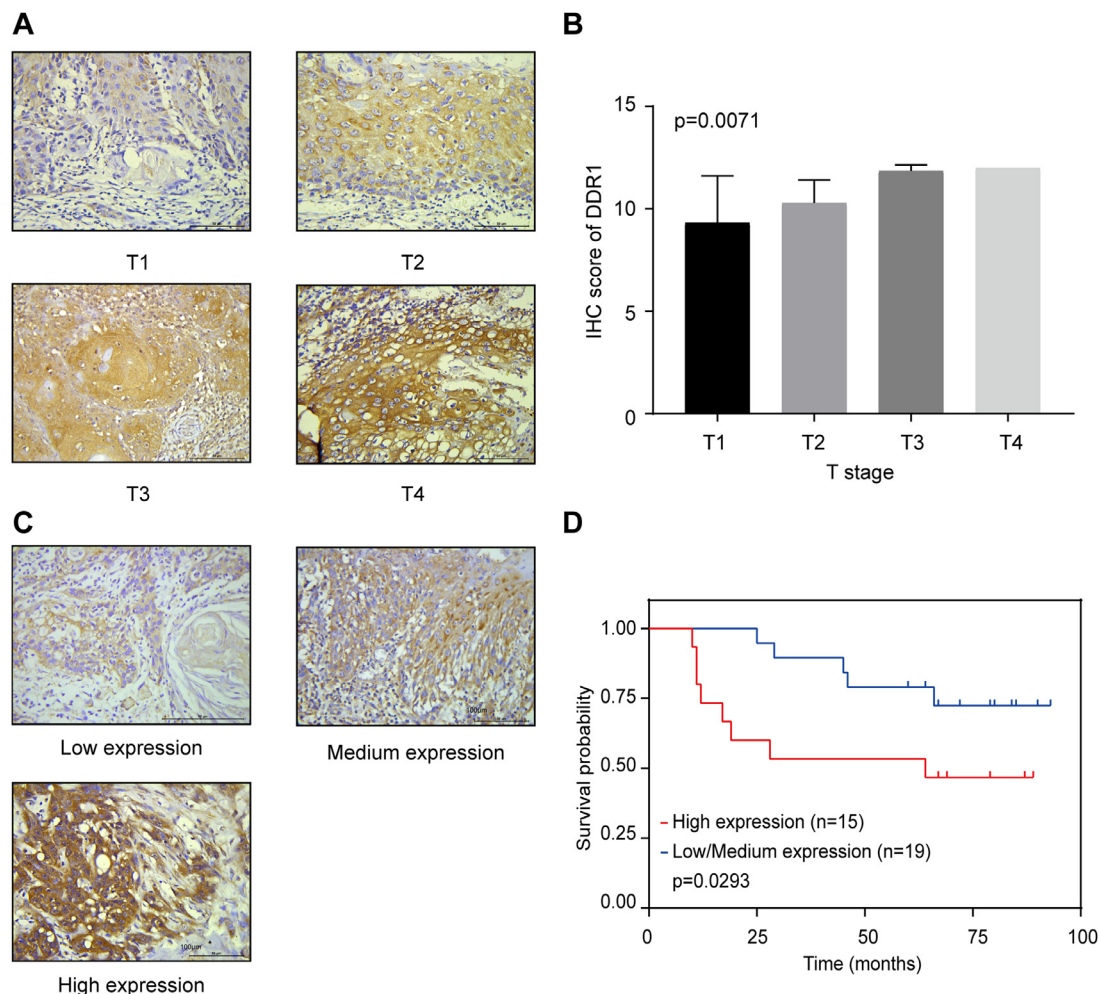 A
T1
T2
T3
T4
B
15
10
5
0
p=0.0071
IHC score of DDR1
T1
T2
T3
T4
T stage
C
Low expression
100μm
Medium expression
100μm
High expression
D
1.00
0.75
0.50
0.25
0.00
Survival probability
High expression (n=15)
Low/Medium expression (n=19)
p=0.0293
0
25
50
75
100
Time (months)